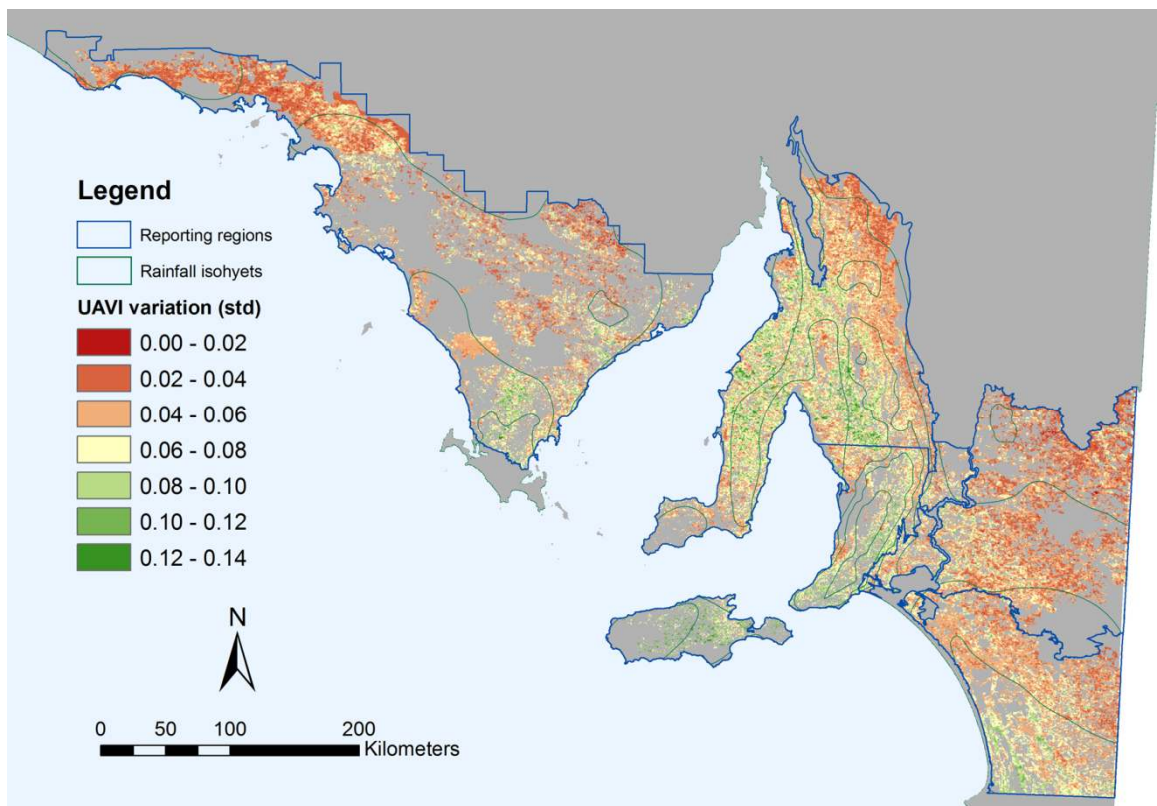 Legend
Reporting regions
Rainfall isohyets
UAVI variation (std)
0.00 - 0.02
0.02 - 0.04
0.04 - 0.06
0.06 - 0.08
0.08 - 0.10
0.10 - 0.12
0.12 - 0.14
N
0 50 100 200
Kilometers